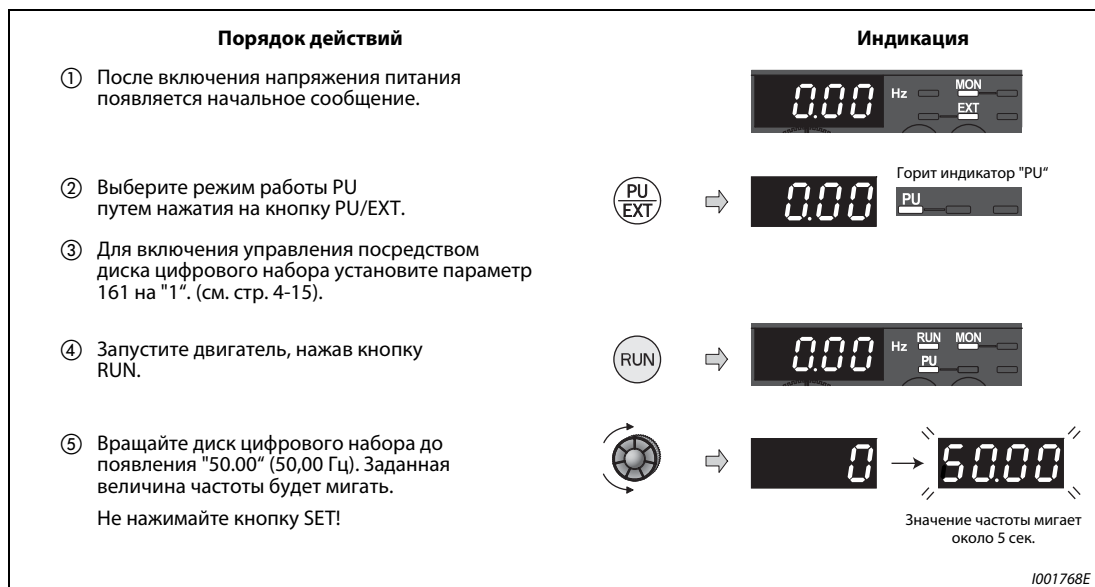 Порядок действий
Индикация
① После включения напряжения питания
появляется начальное сообщение.
0.00 Hz MON
EXT
② Выберите режим работы PU
путем нажатия на кнопку PU/EXT.
PU
EXT
0.00
Горит индикатор "PU“
PU
③ Для включения управления посредством
диска цифрового набора установите параметр
161 на "1“. (см. стр. 4-15).
④ Запустите двигатель, нажав кнопку
RUN.
RUN
0.00 Hz RUN MON
PU
⑤ Вращайте диск цифрового набора до
появления "50.00“ (50,00 Гц). Заданная
величина частоты будет мигать.
Не нажимайте кнопку SET!
0 50.00
Значение частоты мигает
около 5 сек.
I001768E